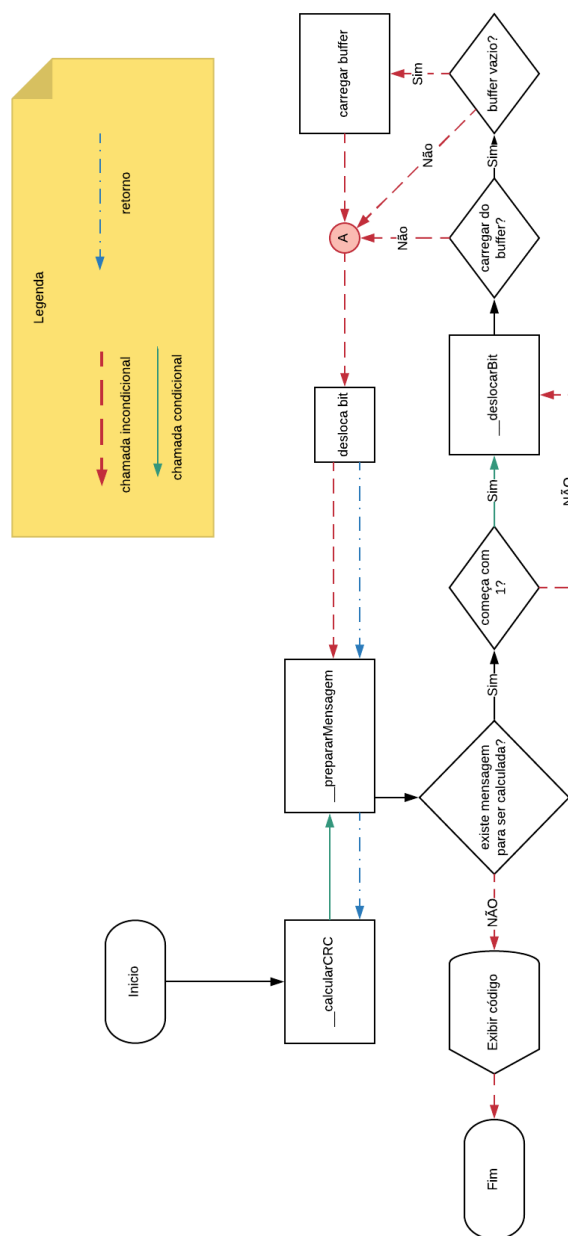 Legenda
chamada incondicional
chamada condicional
retorno
Inicio
__calcularCRC
__prepararMensagem
desloca bit
A
carregar buffer
Sim
Não
Não
buffer vazio?
Sim
carregar do
buffer?
__deslocarBit
Sim
NÃO
começa com
1?
Sim
existe mensagem
para ser calculada?
NÃO
Exibir código
Fim